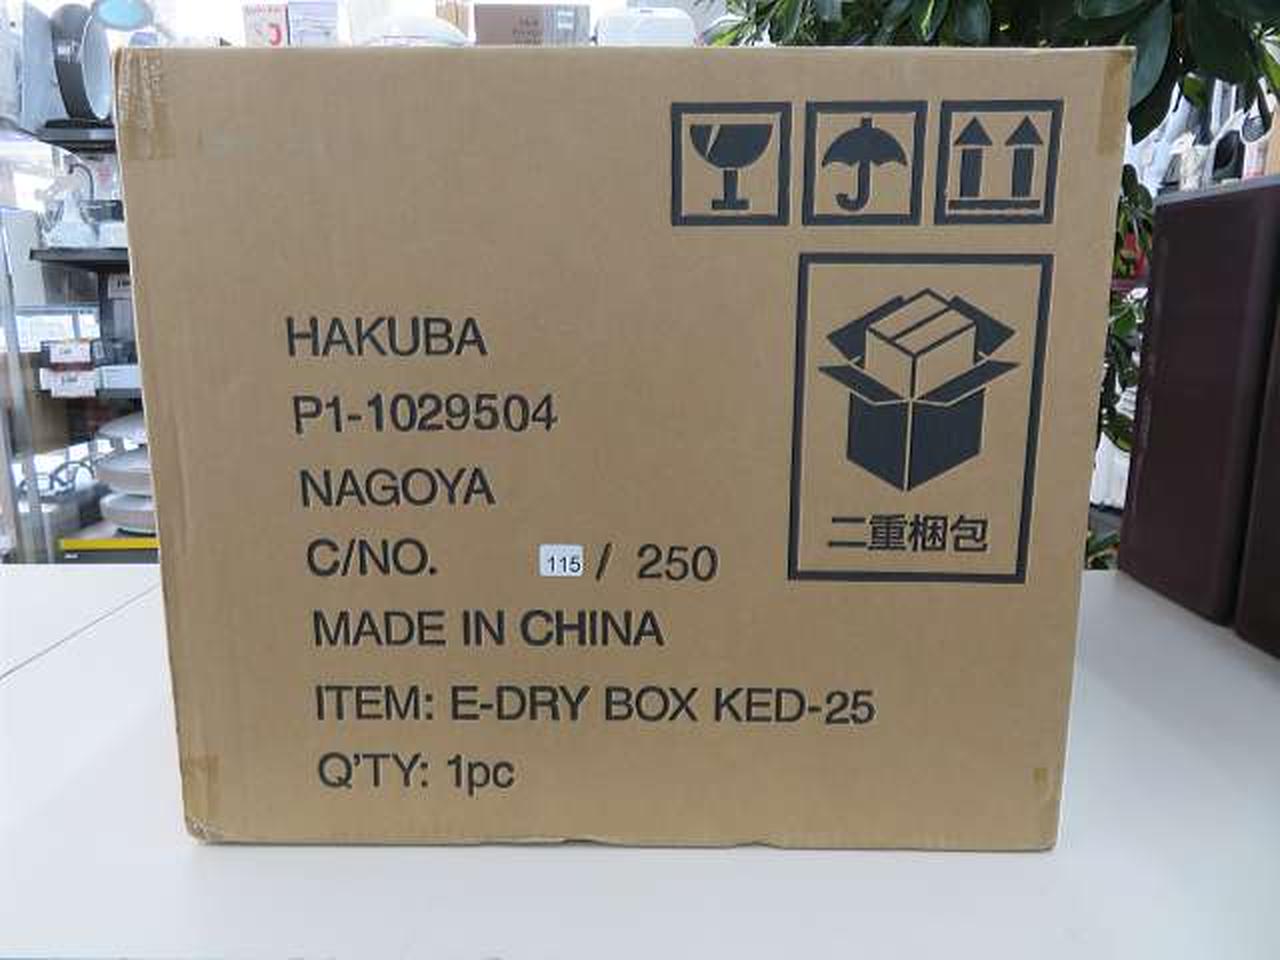 HAKUBA
P1-1029504
NAGOYA
C/NO. 115 / 250
MADE IN CHINA
ITEM: E-DRY BOX KED-25
Q'TY: 1pc
二重梱包